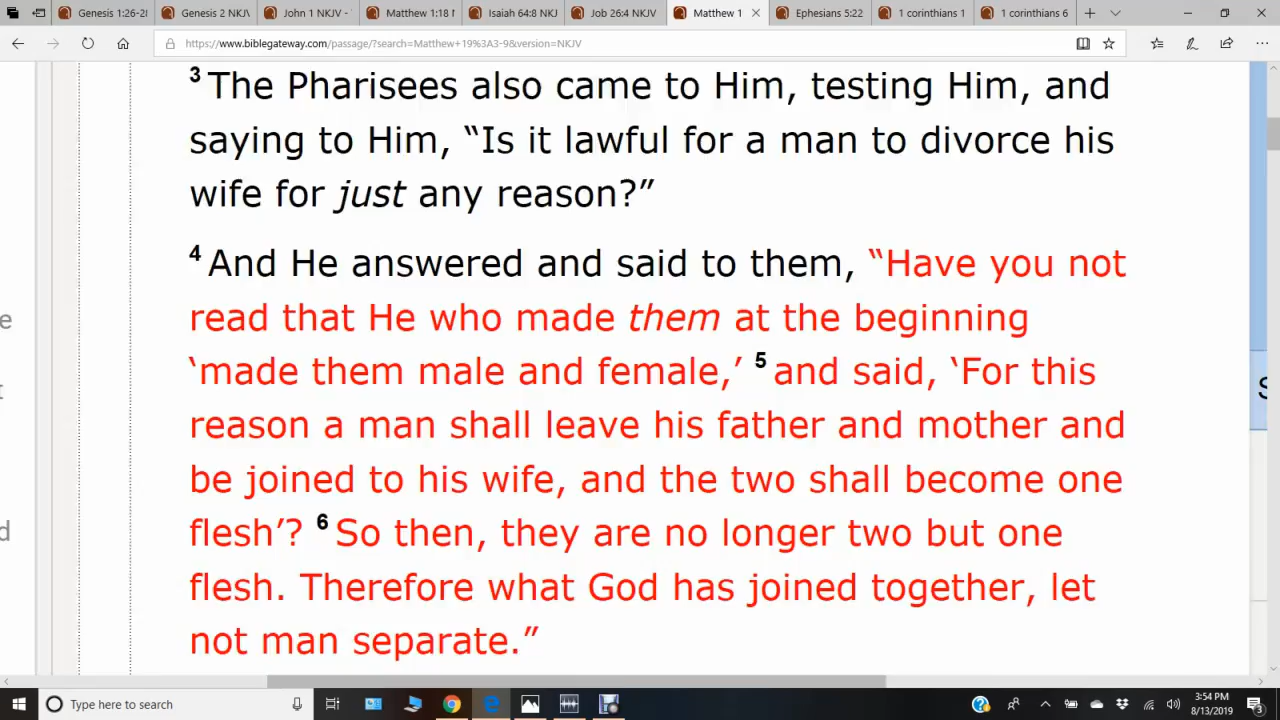 Genesis 1:26-2
Genesis 2 NKJV
John 1 NKJV -
Matthew 1:18 N
Isaiah 64:8 NKJ
Job 26:4 NKJV
Matthew 1
Ephesians 5:22
1 corinthians 1
1 corinthians 6
https://www.biblegateway.com/passage/?search=Matthew+19%3A3-9&version=NKJV
3 The Pharisees also came to Him, testing Him, and
saying to Him, “Is it lawful for a man to divorce his
wife for just any reason?”
4 And He answered and said to them, “Have you not
read that He who made them at the beginning
‘made them male and female,’ 5 and said, ‘For this
reason a man shall leave his father and mother and
be joined to his wife, and the two shall become one
flesh’? 6 So then, they are no longer two but one
flesh. Therefore what God has joined together, let
not man separate.”
e
d
S
Type here to search
3:54 PM
8/13/2019
3